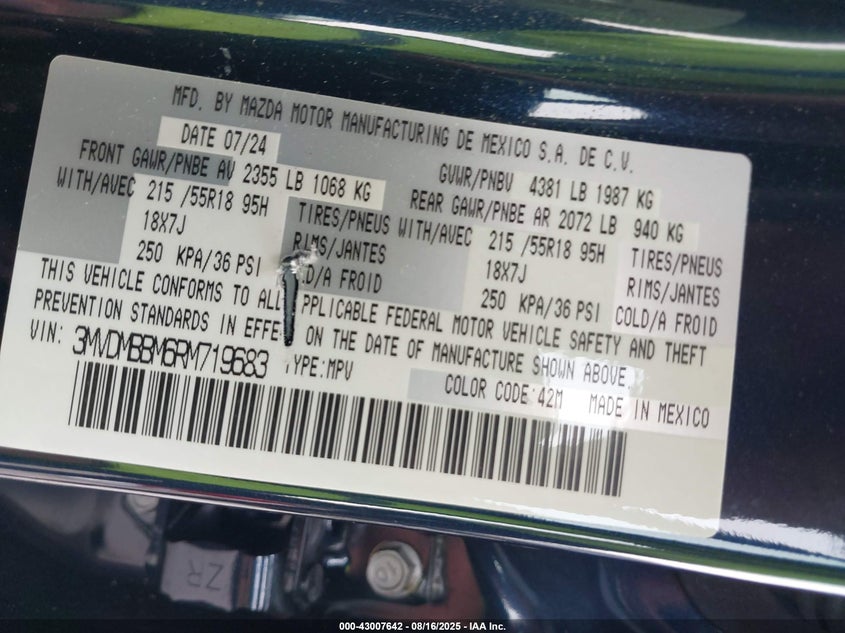 MFD. BY MAZDA MOTOR MANUFACTURING DE MEXICO S.A. DE C.V.
DATE 07/24 GVWR/PNBV 4381 LB 1987 KG
FRONT GAWR/PNBE AV 2355 LB 1068 KG REAR GAWR/PNBE AR 2072 LB 940 KG
WITH/AVEC 215 /55R18 95H TIRES/PNEUS WITH/AVEC 215 /55R18 95H TIRES/PNEUS
18X7J RIMS/JANTES 18X7J RIMS/JANTES
250 KPA/36 PSI /A FROID 250 KPA/36 PSI COLD/A FROID
THIS VEHICLE CONFORMS TO ALL APPLICABLE FEDERAL MOTOR VEHICLE SAFETY AND THEFT
PREVENTION STANDARDS IN EFFECT ON THE DATE OF MANUFACTURE SHOWN ABOVE.
VIN: 3MVDMBBM6RM719683 TYPE:MPV
COLOR CODE:42M MADE IN MEXICO
ZR
10
000-43007642 - 08/16/2025 - IAA Inc.